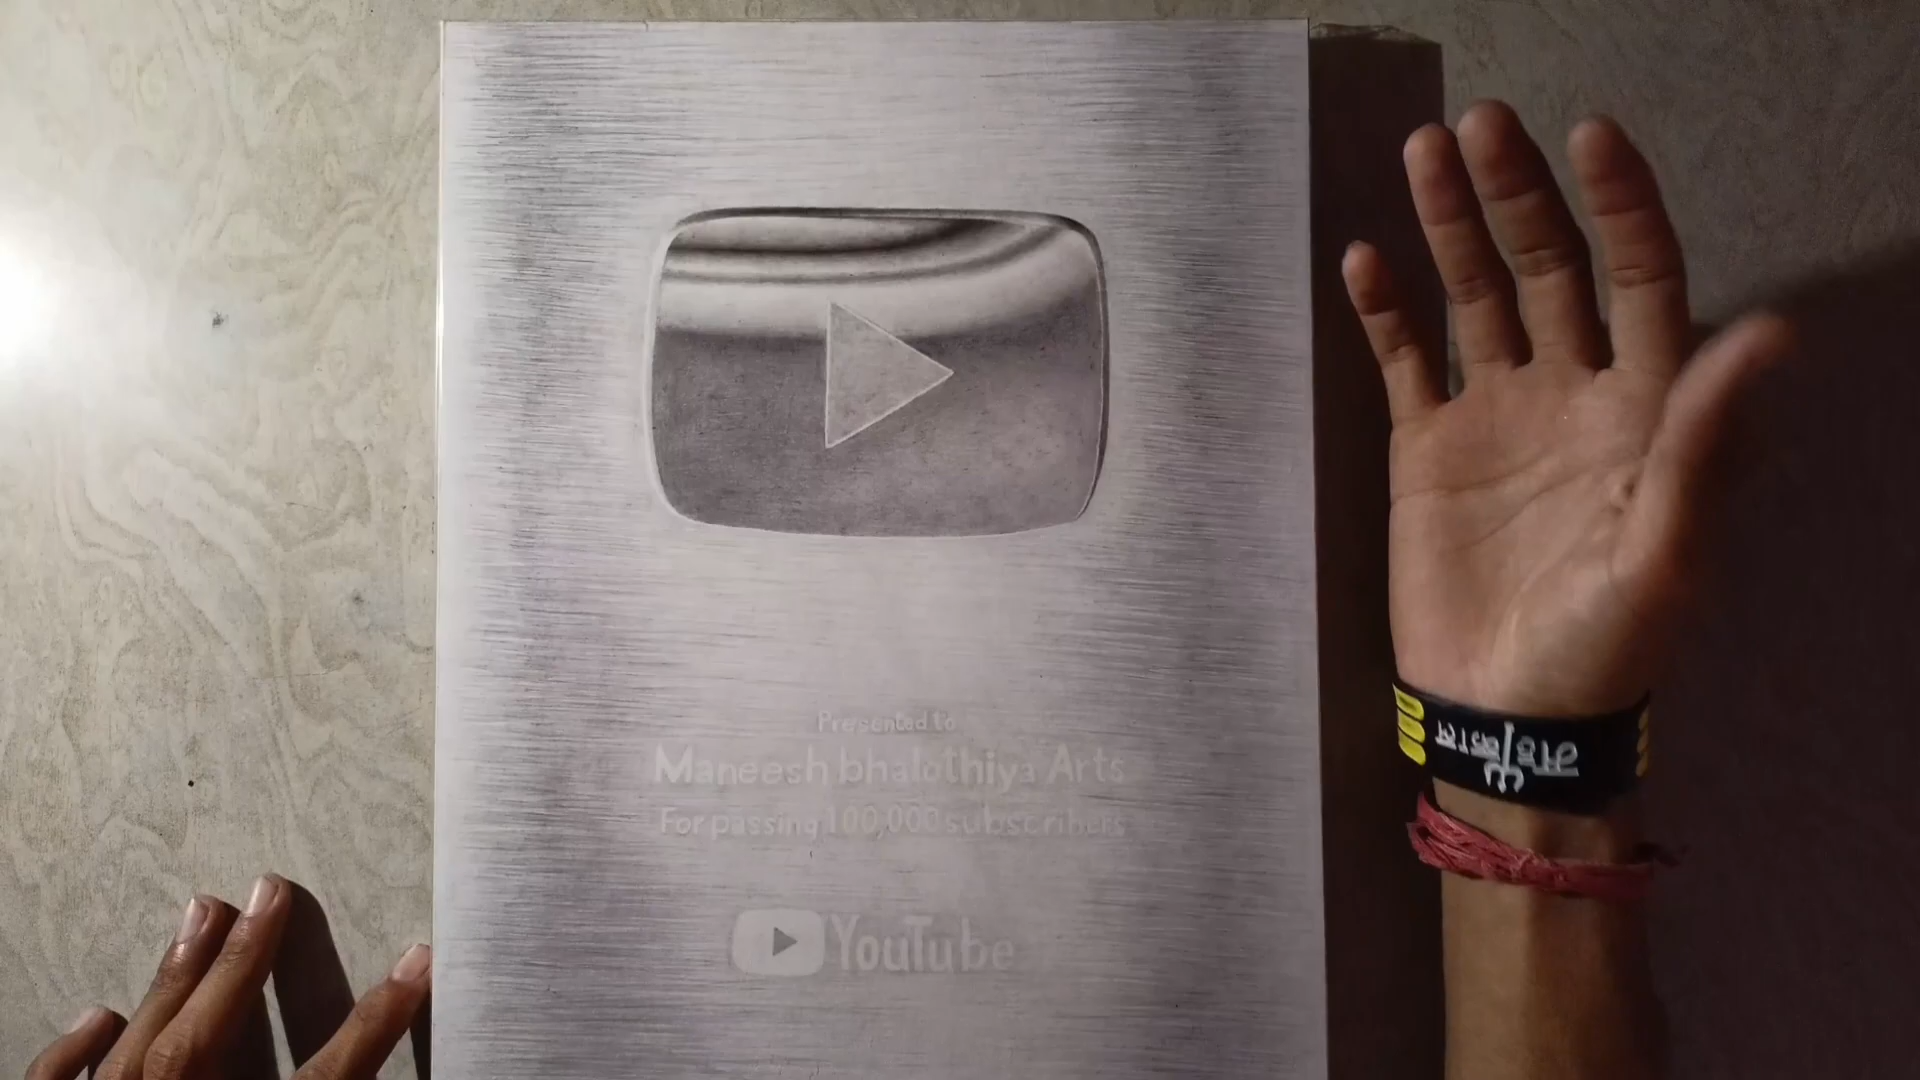 Presented to
Maneesh bhalothiya Arts
For passing 100,000 subscribers
YouTube